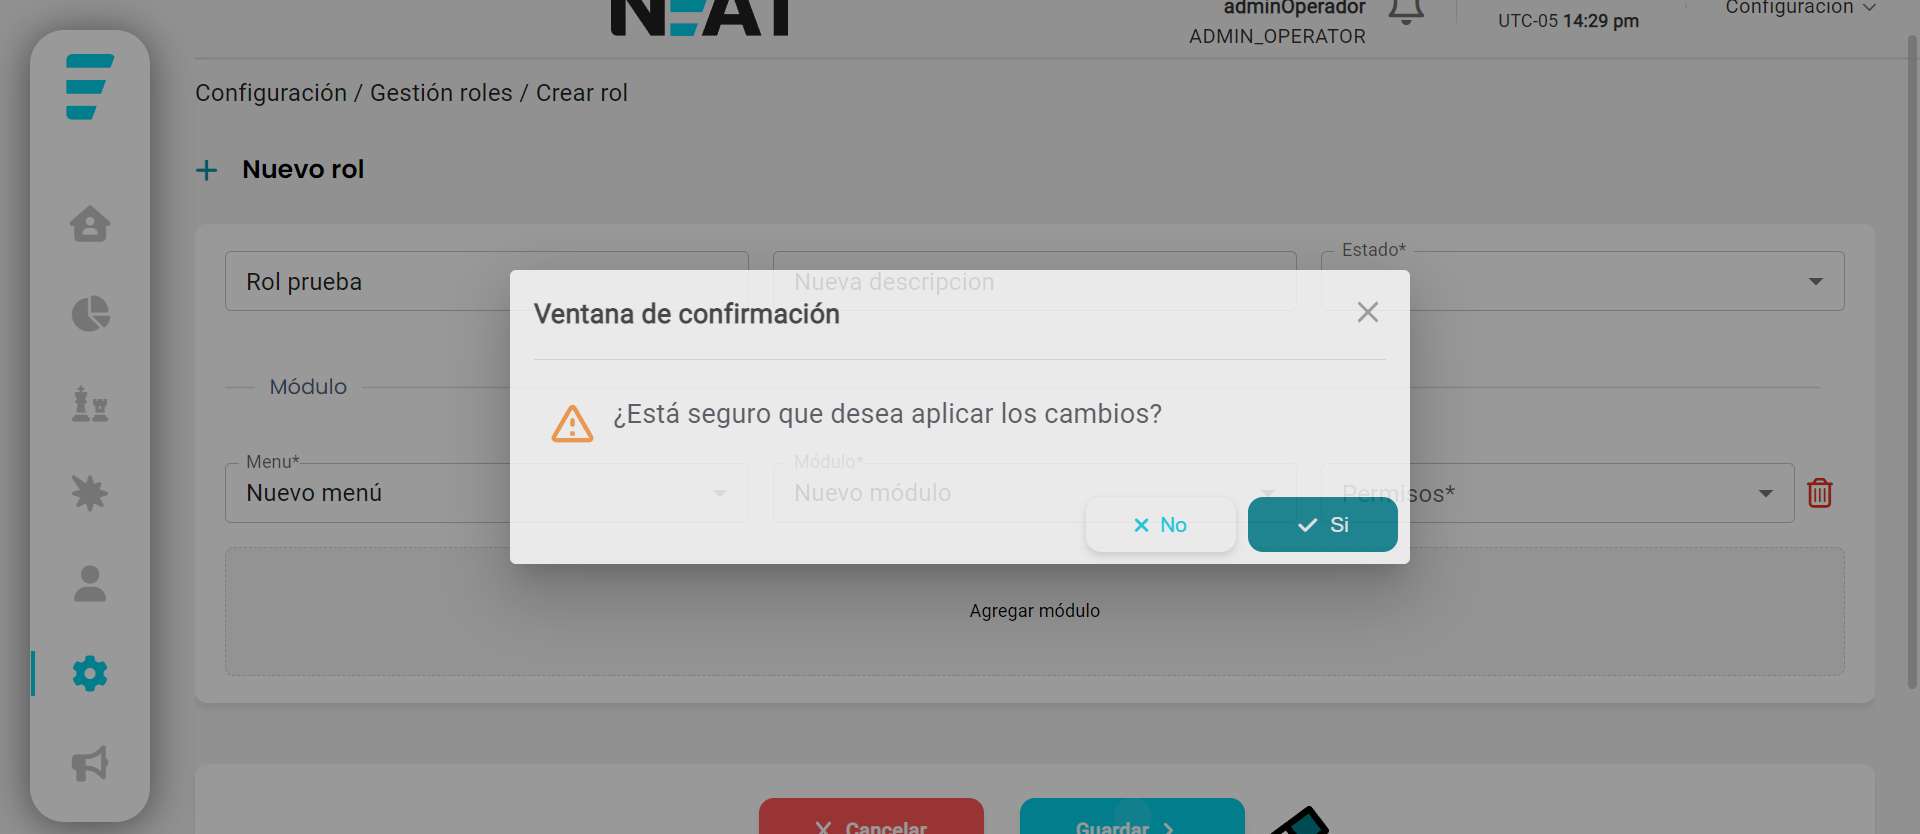 NEAT
adminOperador
ADMIN_OPERATOR
UTC-05 14:29 pm
Configuración
Configuración / Gestión roles / Crear rol
Nuevo rol
Rol prueba
Nueva descripcion
Estado*
Ventana de confirmación
Módulo
¿Está seguro que desea aplicar los cambios?
Menu*
Nuevo menú
Módulo*
Nuevo módulo
Permisos*
No
Si
Agregar módulo
Cancelar
Guardar